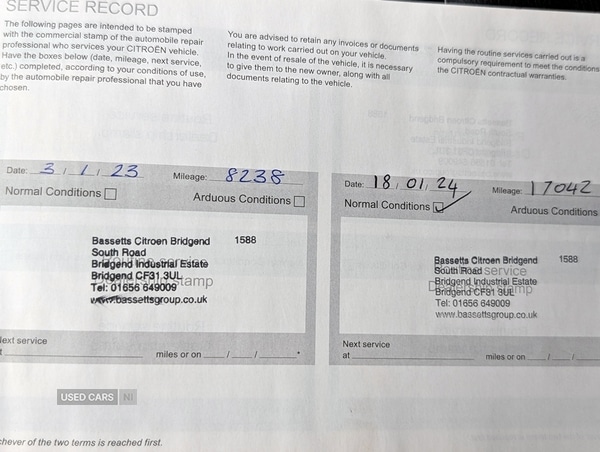 SERVICE RECORD
The following pages are intended to be stamped
with the commercial stamp of the automobile repair
professional who services your CITROËN vehicle.
Have the boxes below (date, mileage, next service,
etc.) completed, according to your conditions of use,
by the automobile repair professional that you have
chosen.
You are advised to retain any invoices or documents
relating to work carried out on your vehicle.
In the event of resale of the vehicle, it is necessary
to give them to the new owner, along with all
documents relating to the vehicle.
Having the routine services carried out is a
compulsory requirement to meet the conditions
the CITROËN contractual warranties.
Date: 3 / 1 / 23 Mileage: 8238
Normal Conditions Arduous Conditions
Bassetts Citroen Bridgend 1588
South Road
Bridgend Industrial Estate
Bridgend CF31 3UL
Tel: 01656 649009
www.bassettsgroup.co.uk
stamp
Next service
miles or on / / *
Date: 18 / 01 / 24 Mileage: 17042
Normal Conditions Arduous Conditions
Bassetts Citroen Bridgend 1588
South Road
service
Bridgend Industrial Estate
Bridgend CF31 3UL
stamp
Tel: 01656 649009
www.bassettsgroup.co.uk
Next service
at miles or on / /
USED CARS NI
chever of the two terms is reached first.